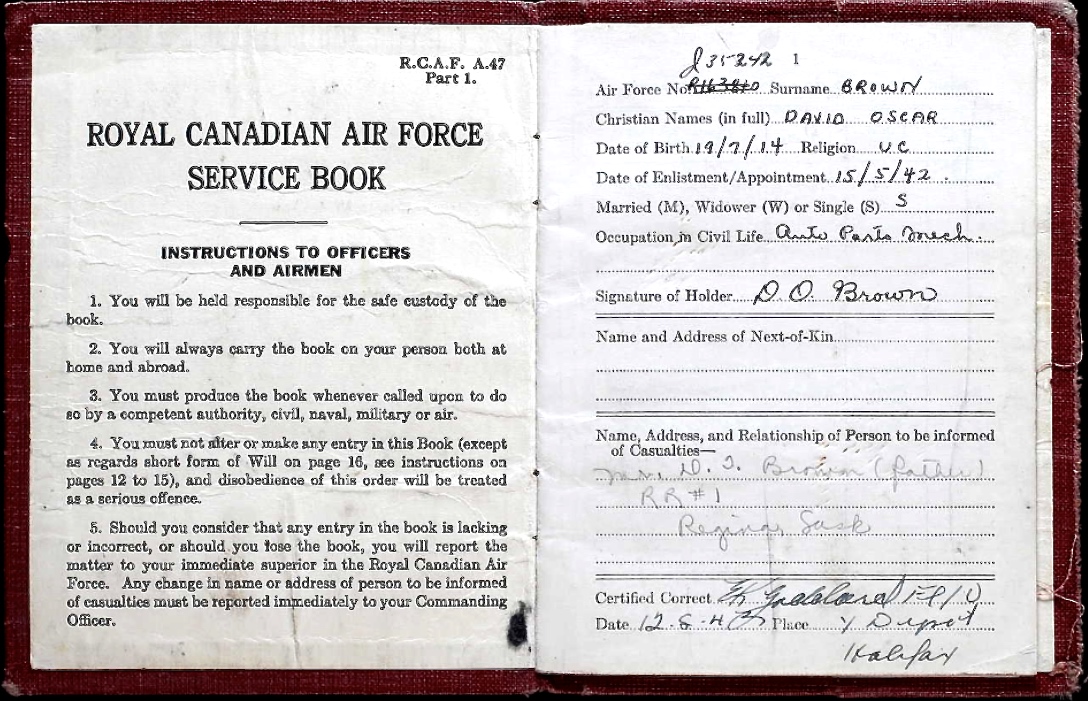 R.C.A.F. A.47
Part 1.
ROYAL CANADIAN AIR FORCE
SERVICE BOOK
INSTRUCTIONS TO OFFICERS
AND AIRMEN
1. You will be held responsible for the safe custody of the
book.
2. You will always carry the book on your person both at
home and abroad.
3. You must produce the book whenever called upon to do
so by a competent authority, civil, naval, military or air.
4. You must not alter or make any entry in this Book (except
as regards short form of Will on page 16, see instructions on
pages 12 to 15), and disobedience of this order will be treated
as a serious offence.
5. Should you consider that any entry in the book is lacking
or incorrect, or should you lose the book, you will report the
matter to your immediate superior in the Royal Canadian Air
Force. Any change in name or address of person to be informed
of casualties must be reported immediately to your Commanding
Officer.
J35242 1
Air Force No. Surname BROWN
Christian Names (in full) DAVID OSCAR
Date of Birth 19/7/14 Religion U C
Date of Enlistment/Appointment 15/5/42
Married (M), Widower (W) or Single (S) S
Occupation in Civil Life Auto Parts Mech.
Signature of Holder D. O. Brown
Name and Address of Next-of-Kin
Name, Address, and Relationship of Person to be informed
of Casualties—
Brown (father)
RR #1
Regina, Sask
Certified Correct F/O
Date Place Y Depot
Halifax